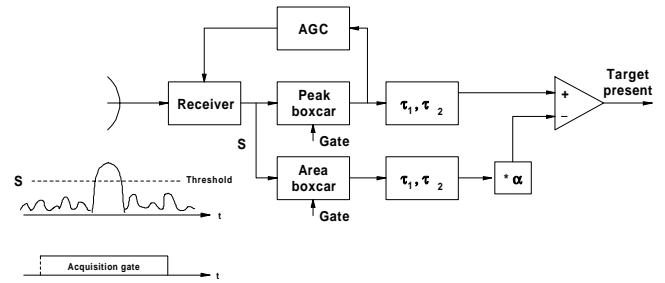 AGC
Receiver
Peak
boxcar
τ1, τ2
+
−
Target
present
Gate
S
Area
boxcar
τ1, τ2
* α
Gate
S
Threshold
t
Acquisition gate
t